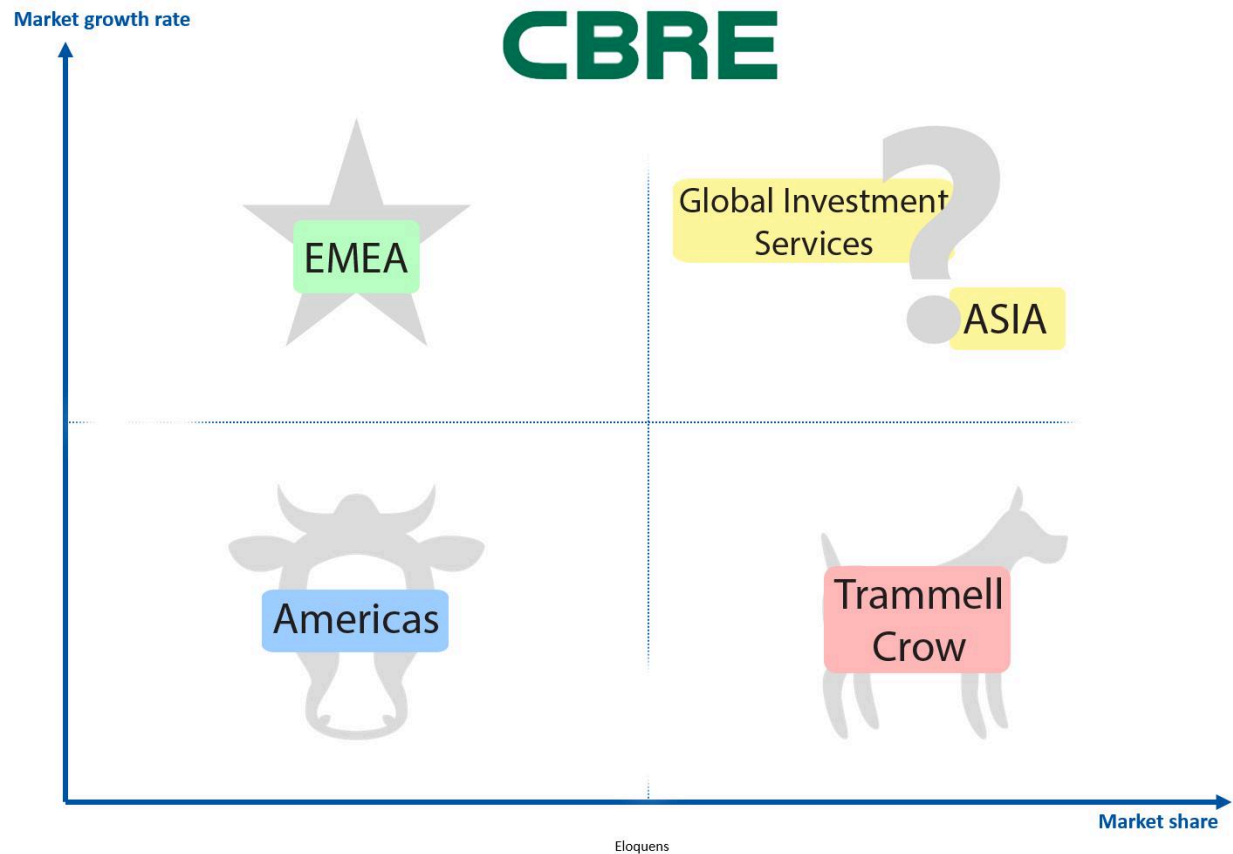 Market growth rate
CBRE
Global Investment
Services
EMEA
ASIA
Americas
Trammell
Crow
Market share
Eloquens